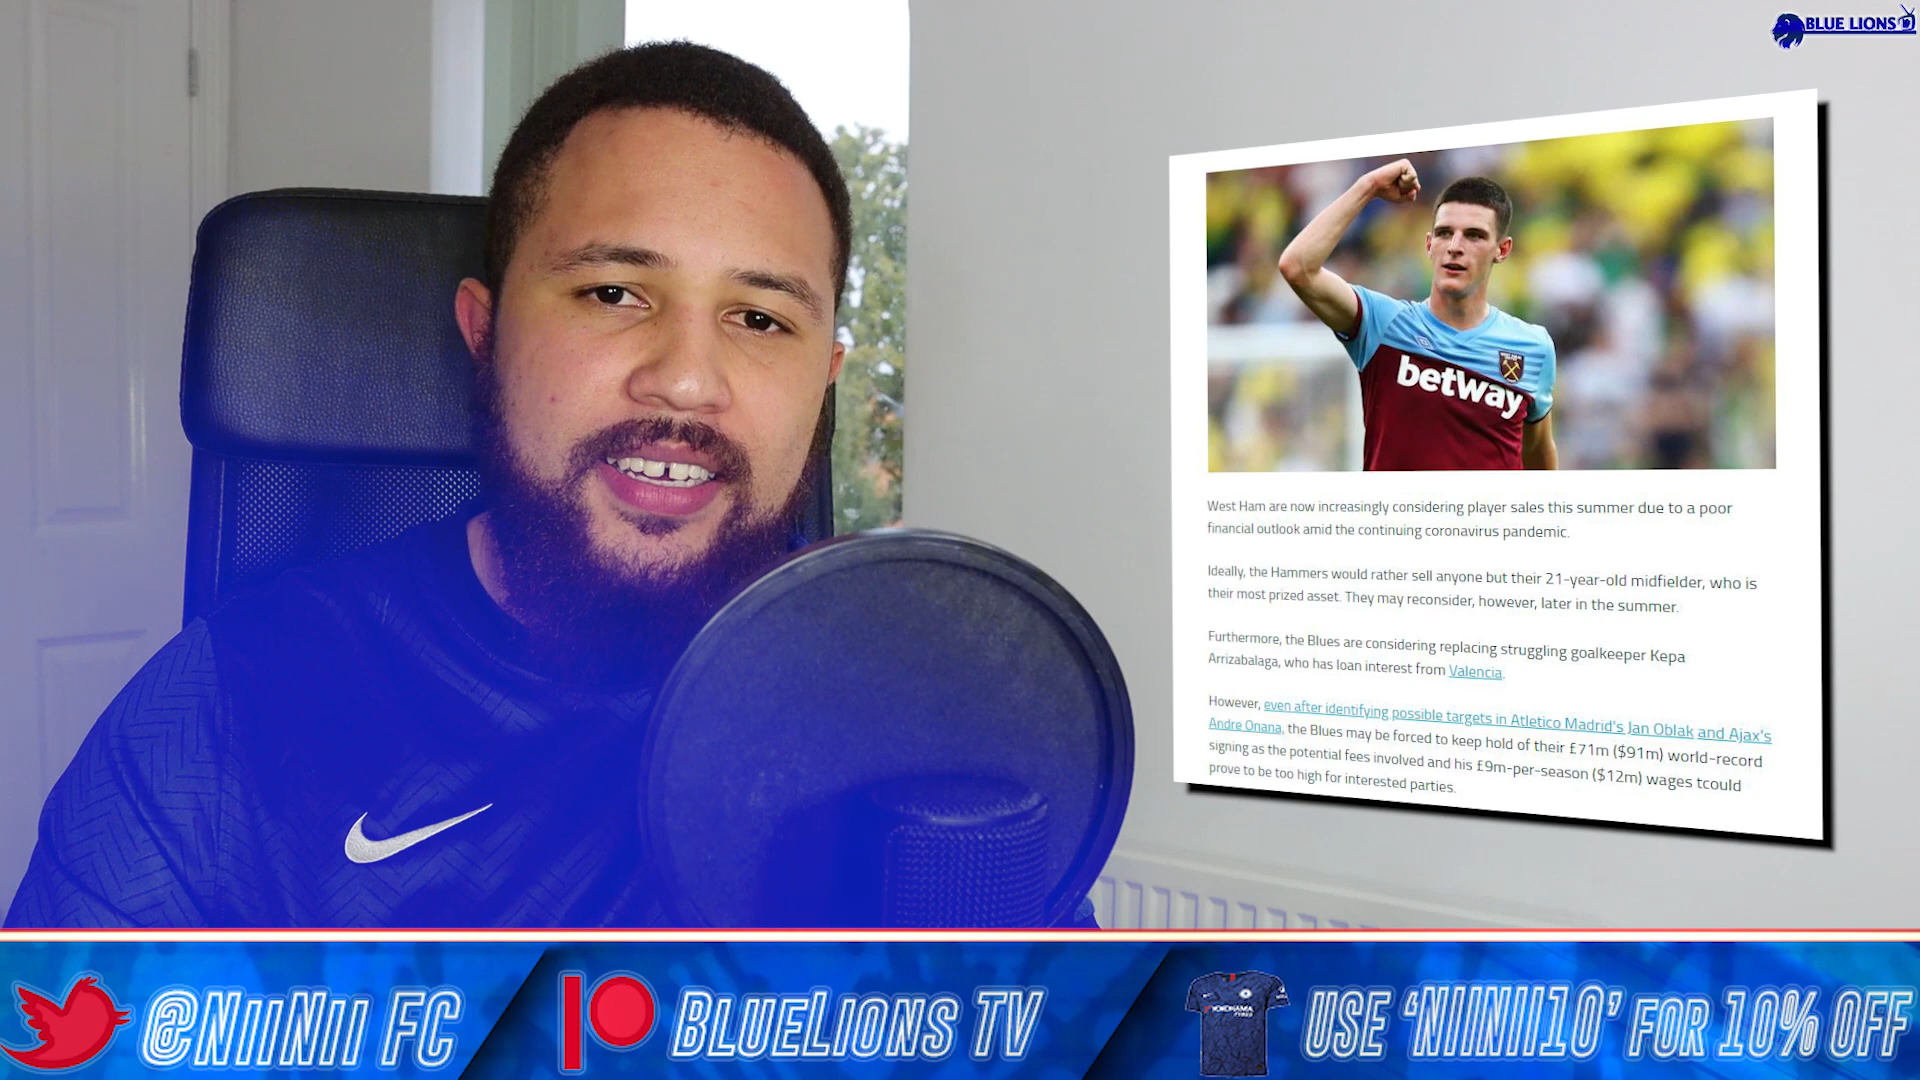 BLUE LIONS
betway
West Ham are now increasingly considering player sales this summer due to a poor
financial outlook amid the continuing coronavirus pandemic.
Ideally, the Hammers would rather sell anyone but their 21-year-old midfielder, who is
their most prized asset. They may reconsider, however, later in the summer.
Furthermore, the Blues are considering replacing struggling goalkeeper Kepa
Arrizabalaga, who has loan interest from Valencia.
However, even after identifying possible targets in Atletico Madrid's Jan Oblak and Ajax's
Andre Onana, the Blues may be forced to keep hold of their £71m ($91m) world-record
signing as the potential fees involved and his £9m-per-season ($12m) wages tcould
prove to be too high for interested parties.
@NiiNii FC
BlueLions TV
YOKOHAMA
USE 'NIINII10' FOR 10% OFF